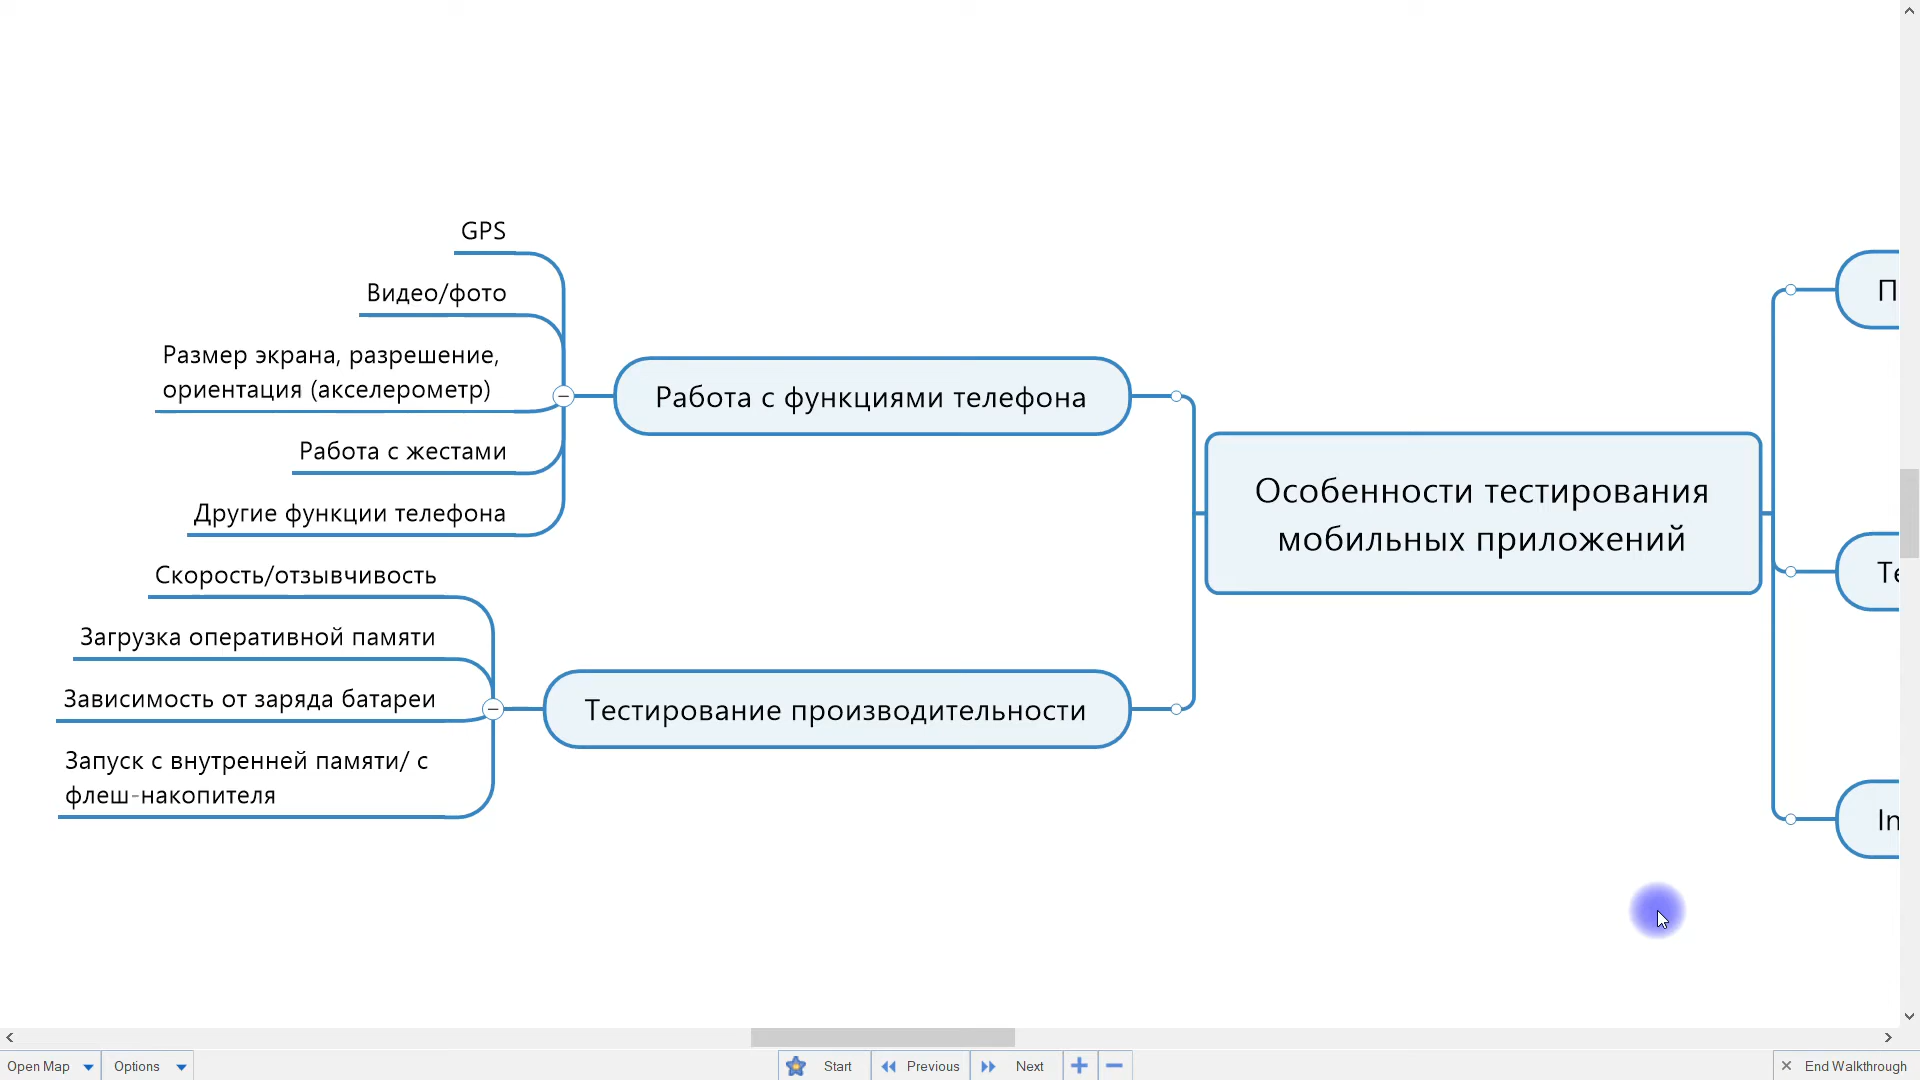 GPS
Видео/фото
Размер экрана, разрешение,
ориентация (акселерометр)
Работа с жестами
Другие функции телефона
Работа с функциями телефона
Скорость/отзывчивость
Загрузка оперативной памяти
Зависимость от заряда батареи
Запуск с внутренней памяти/ с
флеш-накопителя
Тестирование производительности
Особенности тестирования
мобильных приложений
Open Map
Options
Start
Previous
Next
End Walkthrough